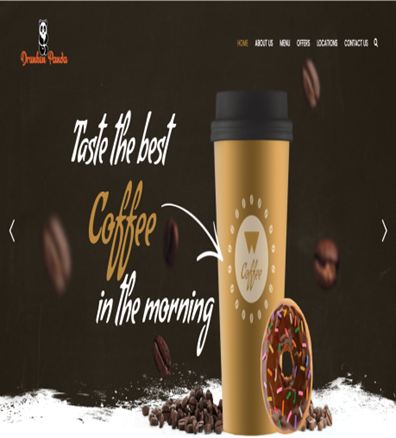 Drunken Panda
HOME ABOUT US MENU OFFERS LOCATIONS CONTACT US
Taste the best
Coffee
in the morning
Coffee